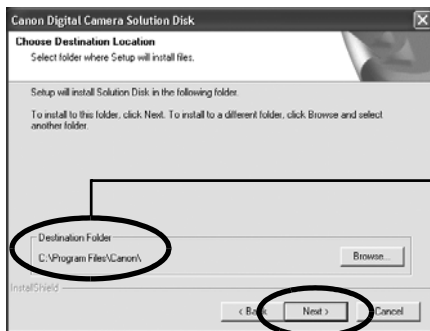 Canon Digital Camera Solution Disk
Choose Destination Location
Select folder where Setup will install files.
Setup will install Solution Disk in the following folder.
To install to this folder, click Next. To install to a different folder, click Browse and select
another folder.
Destination Folder
C:\Program Files\Canon\
Browse...
InstallShield
< Back Next > Cancel